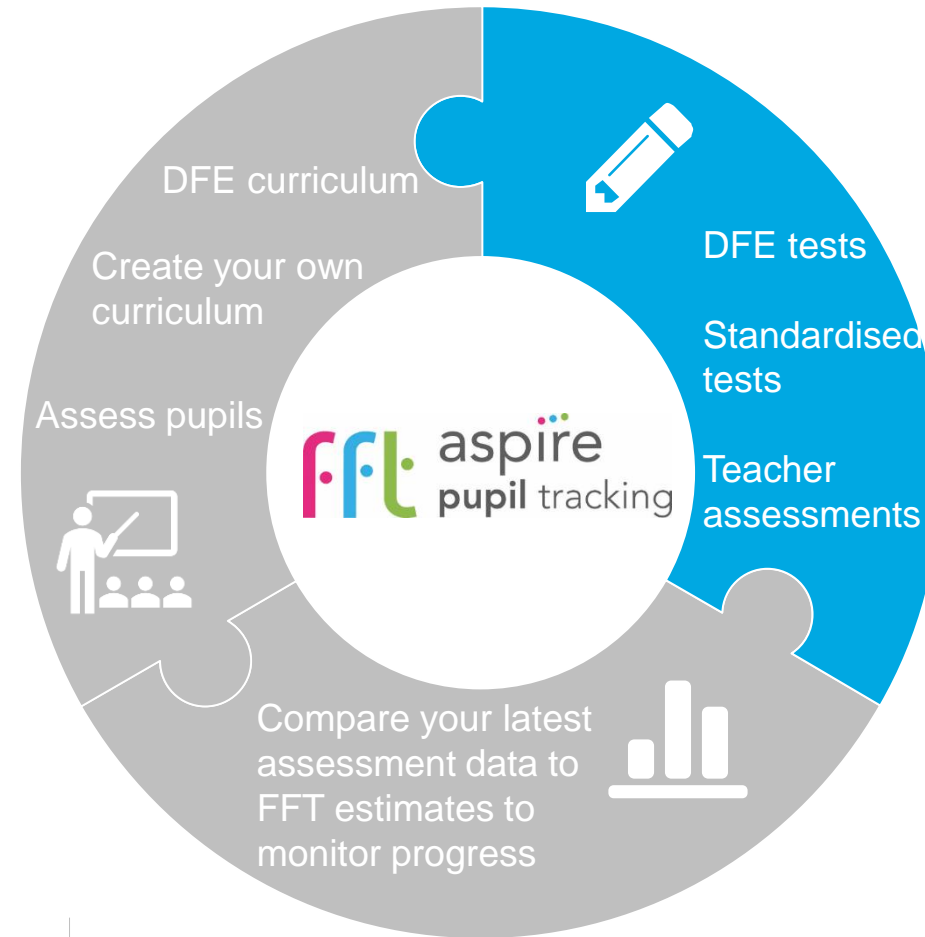 DFE curriculum
Create your own
curriculum
Assess pupils
DFE tests
Standardised
tests
Teacher
assessments
fft aspire
pupil tracking
Compare your latest
assessment data to
FFT estimates to
monitor progress